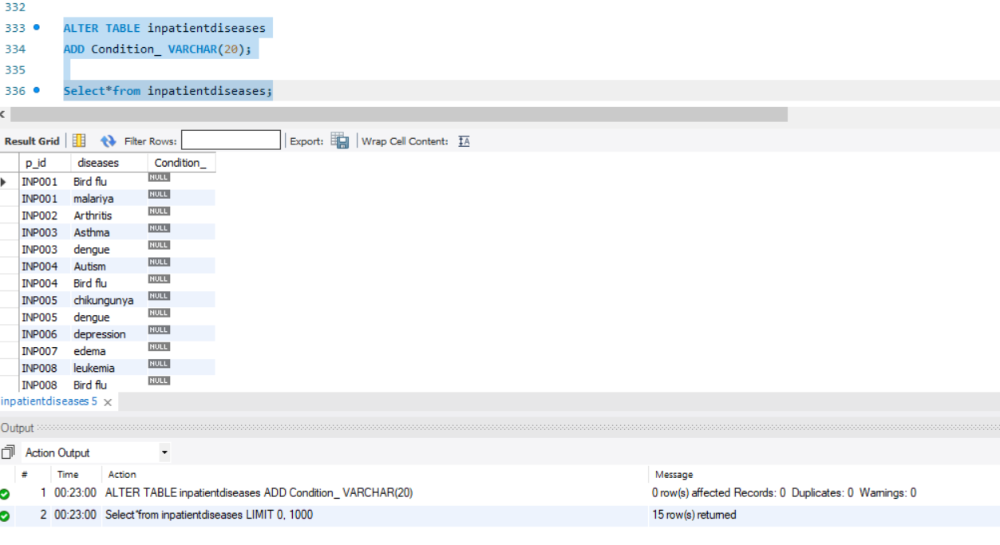 332
333 ALTER TABLE inpatientdiseases
334 ADD Condition_ VARCHAR(20);
335
336 Select*from inpatientdiseases;
Result Grid Filter Rows: Export: Wrap Cell Content: IA
p_id diseases Condition_
INP001 Bird flu NULL
INP001 malariya NULL
INP002 Arthritis NULL
INP003 Asthma NULL
INP003 dengue NULL
INP004 Autism NULL
INP004 Bird flu NULL
INP005 chikungunya NULL
INP005 dengue NULL
INP006 depression NULL
INP007 edema NULL
INP008 leukemia NULL
INP008 Bird flu NULL
inpatientdiseases 5
Output
Action Output
# Time Action Message
1 00:23:00 ALTER TABLE inpatientdiseases ADD Condition_ VARCHAR(20) 0 row(s) affected Records: 0 Duplicates: 0 Warnings: 0
2 00:23:00 Select*from inpatientdiseases LIMIT 0, 1000 15 row(s) returned